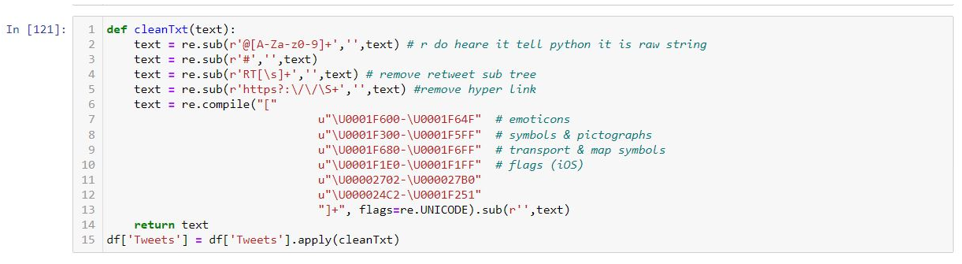 In [121]:
1 def cleanTxt(text):
2     text = re.sub(r'@[A-Za-z0-9]+','',text) # r do heare it tell python it is raw string
3     text = re.sub(r'#','',text)
4     text = re.sub(r'RT[\s]+','',text) # remove retweet sub tree
5     text = re.sub(r'https?:\/\/\S+','',text) #remove hyper link
6     text = re.compile("["
7                            u"\U0001F600-\U0001F64F"  # emoticons
8                            u"\U0001F300-\U0001F5FF"  # symbols & pictographs
9                            u"\U0001F680-\U0001F6FF"  # transport & map symbols
10                            u"\U0001F1E0-\U0001F1FF"  # flags (iOS)
11                            u"\U00002702-\U000027B0"
12                            u"\U000024C2-\U0001F251"
13                            "]+", flags=re.UNICODE).sub(r'',text)
14     return text
15 df['Tweets'] = df['Tweets'].apply(cleanTxt)